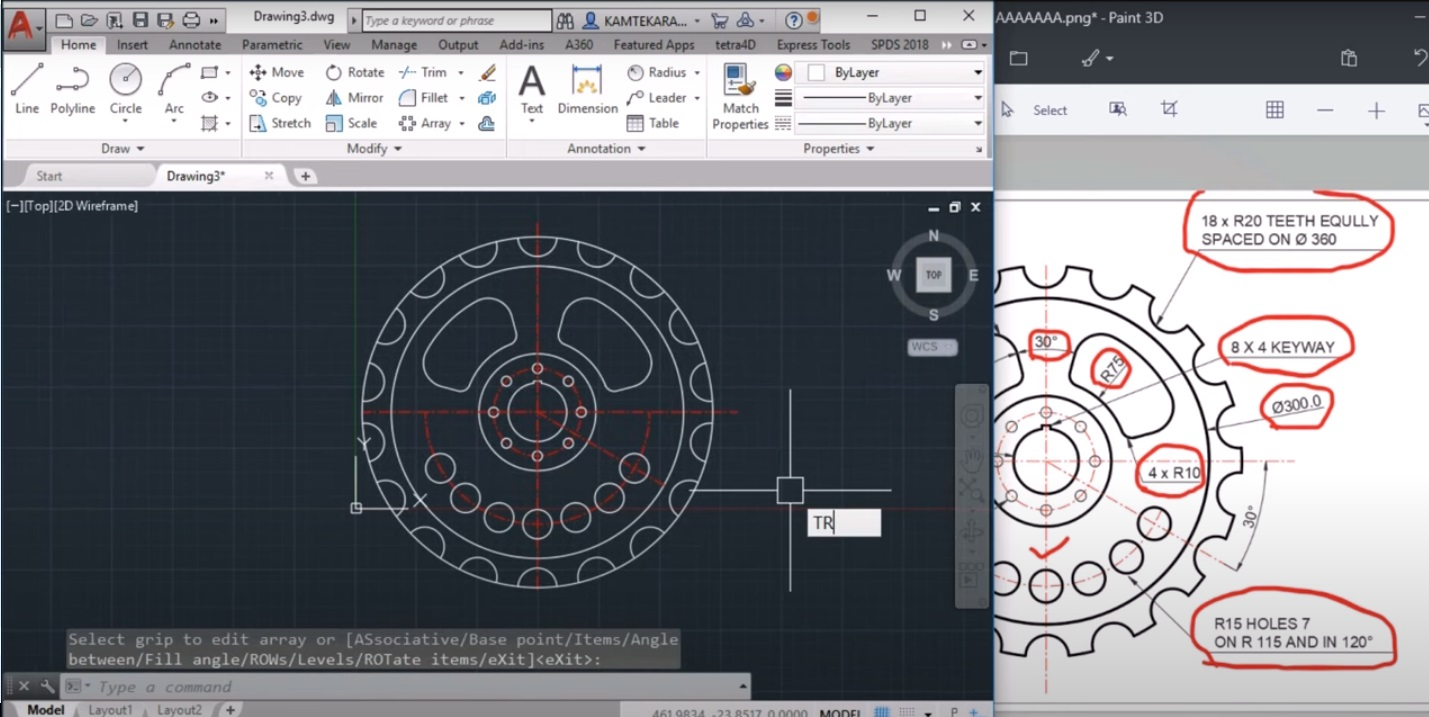 Drawing3.dwg
Type a keyword or phrase
KAMTEKARA...
AAAAAAA.png* - Paint 3D
Home Insert Annotate Parametric View Manage Output Add-ins A360 Featured Apps tetra4D Express Tools SPDS 2018
Line Polyline Circle Arc
Move Rotate Trim
Copy Mirror Fillet
Stretch Scale Array
Text Dimension
Radius
Leader
Table
Match
Properties
ByLayer
ByLayer
ByLayer
Draw Modify Annotation Properties
Select
Start Drawing3*
[−][Top][2D Wireframe]
N
W TOP E
S
WCS
Y
X
TR
18 x R20 TEETH EQULLY
SPACED ON Ø 360
30°
R75
8 X 4 KEYWAY
Ø300.0
4 x R10
30°
R15 HOLES 7
ON R 115 AND IN 120°
Select grip to edit array or [ASsociative/Base point/Items/Angle
between/Fill angle/ROWs/Levels/ROTate items/eXit]<eXit>:
Type a command
Model Layout1 Layout2
461.9834, -23.8517, 0.0000 MODEL